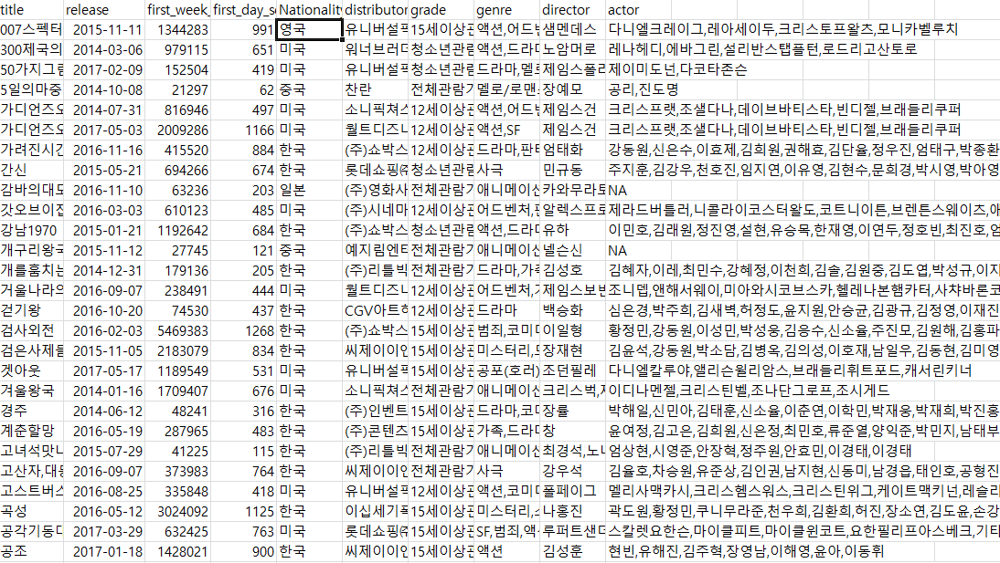 title release first_week_ first_day_s Nationality distributor grade genre director actor
007스펙터 2015-11-11 1344283 991 영국 유니버설픽 15세이상관 액션,어드벤 샘멘데스 다니엘크레이그,레아세이두,크리스토프왈츠,모니카벨루치
300제국의 2014-03-06 979115 651 미국 워너브러더 청소년관람 액션,드라마 노암머로 레나헤디,에바그린,설리반스탭플턴,로드리고산토로
50가지그림 2017-02-09 152504 419 미국 유니버설픽 청소년관람 드라마,멜로 제임스폴리 제이미도넌,다코타존슨
5일의마중 2014-10-08 21297 62 중국 찬란 전체관람가 멜로/로맨스 장예모 공리,진도명
가디언즈오 2014-07-31 816946 497 미국 소니픽쳐스 12세이상관 액션,어드벤 제임스건 크리스프랫,조샐다나,데이브바티스타,빈디젤,브래들리쿠퍼
가디언즈오 2017-05-03 2009286 1166 미국 월트디즈니 12세이상관 액션,SF 제임스건 크리스프랫,조샐다나,데이브바티스타,빈디젤,브래들리쿠퍼
가려진시간 2016-11-16 415520 884 한국 (주)쇼박스 12세이상관 드라마,판타 엄태화 강동원,신은수,이효제,김희원,권해효,김단율,정우진,엄태구,박종환
간신 2015-05-21 694266 674 한국 롯데쇼핑㈜ 청소년관람 사극 민규동 주지훈,김강우,천호진,임지연,이유영,김현수,문희경,박시영,박아영
감바의대모 2016-11-10 63236 203 일본 (주)영화사 전체관람가 애니메이션 카와무라토 NA
갓오브이집 2016-03-03 610123 485 미국 (주)시네마 12세이상관 어드벤처,판 알렉스프로 제라드버틀러,니콜라이코스터왈도,코트니이튼,브렌튼스웨이츠,애
강남1970 2015-01-21 1192642 684 한국 (주)쇼박스 청소년관람 액션,드라마 유하 이민호,김래원,정진영,설현,유승목,한재영,이연두,정호빈,최진호,엄
개구리왕국 2015-11-12 27745 121 중국 예지림엔터 전체관람가 애니메이션 넬슨신 NA
개를훔치는 2014-12-31 179136 205 한국 (주)리틀빅 전체관람가 드라마,가족 김성호 김혜자,이레,최민수,강혜정,이천희,김솔,김원중,김도엽,박성규,이지
거울나라의 2016-09-07 238491 444 미국 월트디즈니 12세이상관 어드벤처,가 제임스보빈 조니뎁,앤해서웨이,미아와시코브스카,헬레나본햄카터,사챠바론코
걷기왕 2016-10-20 74530 437 한국 CGV아트하 12세이상관 드라마 백승화 심은경,박주희,김새벽,허정도,윤지원,안승균,김광규,김정영,이재진
검사외전 2016-02-03 5469383 1268 한국 (주)쇼박스 15세이상관 범죄,코미디 이일형 황정민,강동원,이성민,박성웅,김응수,신소율,주진모,김원해,김홍파
검은사제들 2015-11-05 2183079 834 한국 씨제이이엔 15세이상관 미스터리,드 장재현 김윤석,강동원,박소담,김병옥,김의성,이호재,남일우,김동현,김미영
겟아웃 2017-05-17 1189549 531 미국 유니버설픽 15세이상관 공포(호러) 조던필레 다니엘칼루야,앨리슨윌리암스,브래들리휘트포드,캐서린키너
겨울왕국 2014-01-16 1709407 676 미국 소니픽쳐스 전체관람가 애니메이션 크리스벅,제 이디나멘젤,크리스틴벨,조나단그로프,조시게드
경주 2014-06-12 48241 316 한국 (주)인벤트 15세이상관 드라마,코미 장률 박해일,신민아,김태훈,신소율,이준연,이학민,박재웅,박재희,박진홍
계춘할망 2016-05-19 287965 483 한국 (주)콘텐츠 15세이상관 가족,드라마 창 윤여정,김고은,김희원,신은정,최민호,류준열,양익준,박민지,남태부
고녀석맛나 2015-07-29 41225 115 한국 (주)리틀빅 전체관람가 애니메이션 최경석,노나 엄상현,시영준,안장혁,정주원,안효민,이경태,이경태
고산자,대동 2016-09-07 373983 764 한국 씨제이이엔 전체관람가 사극 강우석 김율호,차승원,유준상,김인권,남지현,신동미,남경읍,태인호,공형진
고스트버스 2016-08-25 335848 418 미국 유니버설픽 12세이상관 액션,코미디 폴페이그 멜리사맥카시,크리스헴스워스,크리스틴위그,케이트맥키넌,레슬리
곡성 2016-05-12 3024092 1125 한국 이십세기폭 15세이상관 미스터리,스 나홍진 곽도원,황정민,쿠니무라준,천우희,김환희,허진,장소연,김도윤,손강
공각기동대 2017-03-29 632425 763 미국 롯데쇼핑㈜ 15세이상관 SF,범죄,액션 루퍼트샌더 스칼렛요한슨,마이클피트,마이클윈코트,요한필리프아스베크,기타
공조 2017-01-18 1428021 900 한국 씨제이이엔 15세이상관 액션 김성훈 현빈,유해진,김주혁,장영남,이해영,윤아,이동휘